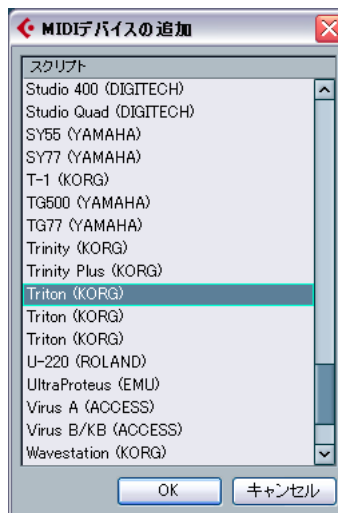 MIDIデバイスの追加
スクリプト
Studio 400 (DIGITECH)
Studio Quad (DIGITECH)
SY55 (YAMAHA)
SY77 (YAMAHA)
T-1 (KORG)
TG500 (YAMAHA)
TG77 (YAMAHA)
Trinity (KORG)
Trinity Plus (KORG)
Triton (KORG)
Triton (KORG)
Triton (KORG)
U-220 (ROLAND)
UltraProteus (EMU)
Virus A (ACCESS)
Virus B/KB (ACCESS)
Wavestation (KORG)
OK キャンセル